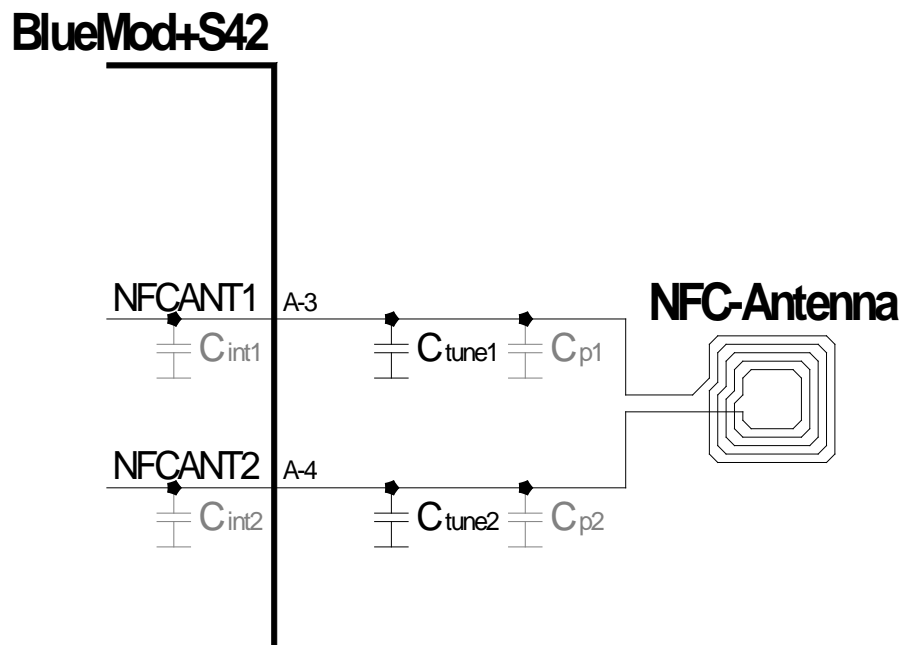 BlueMod+S42
NFCANT1 A-3
NFC-Antenna
Cint1 Ctune1 Cp1
NFCANT2 A-4
Cint2 Ctune2 Cp2